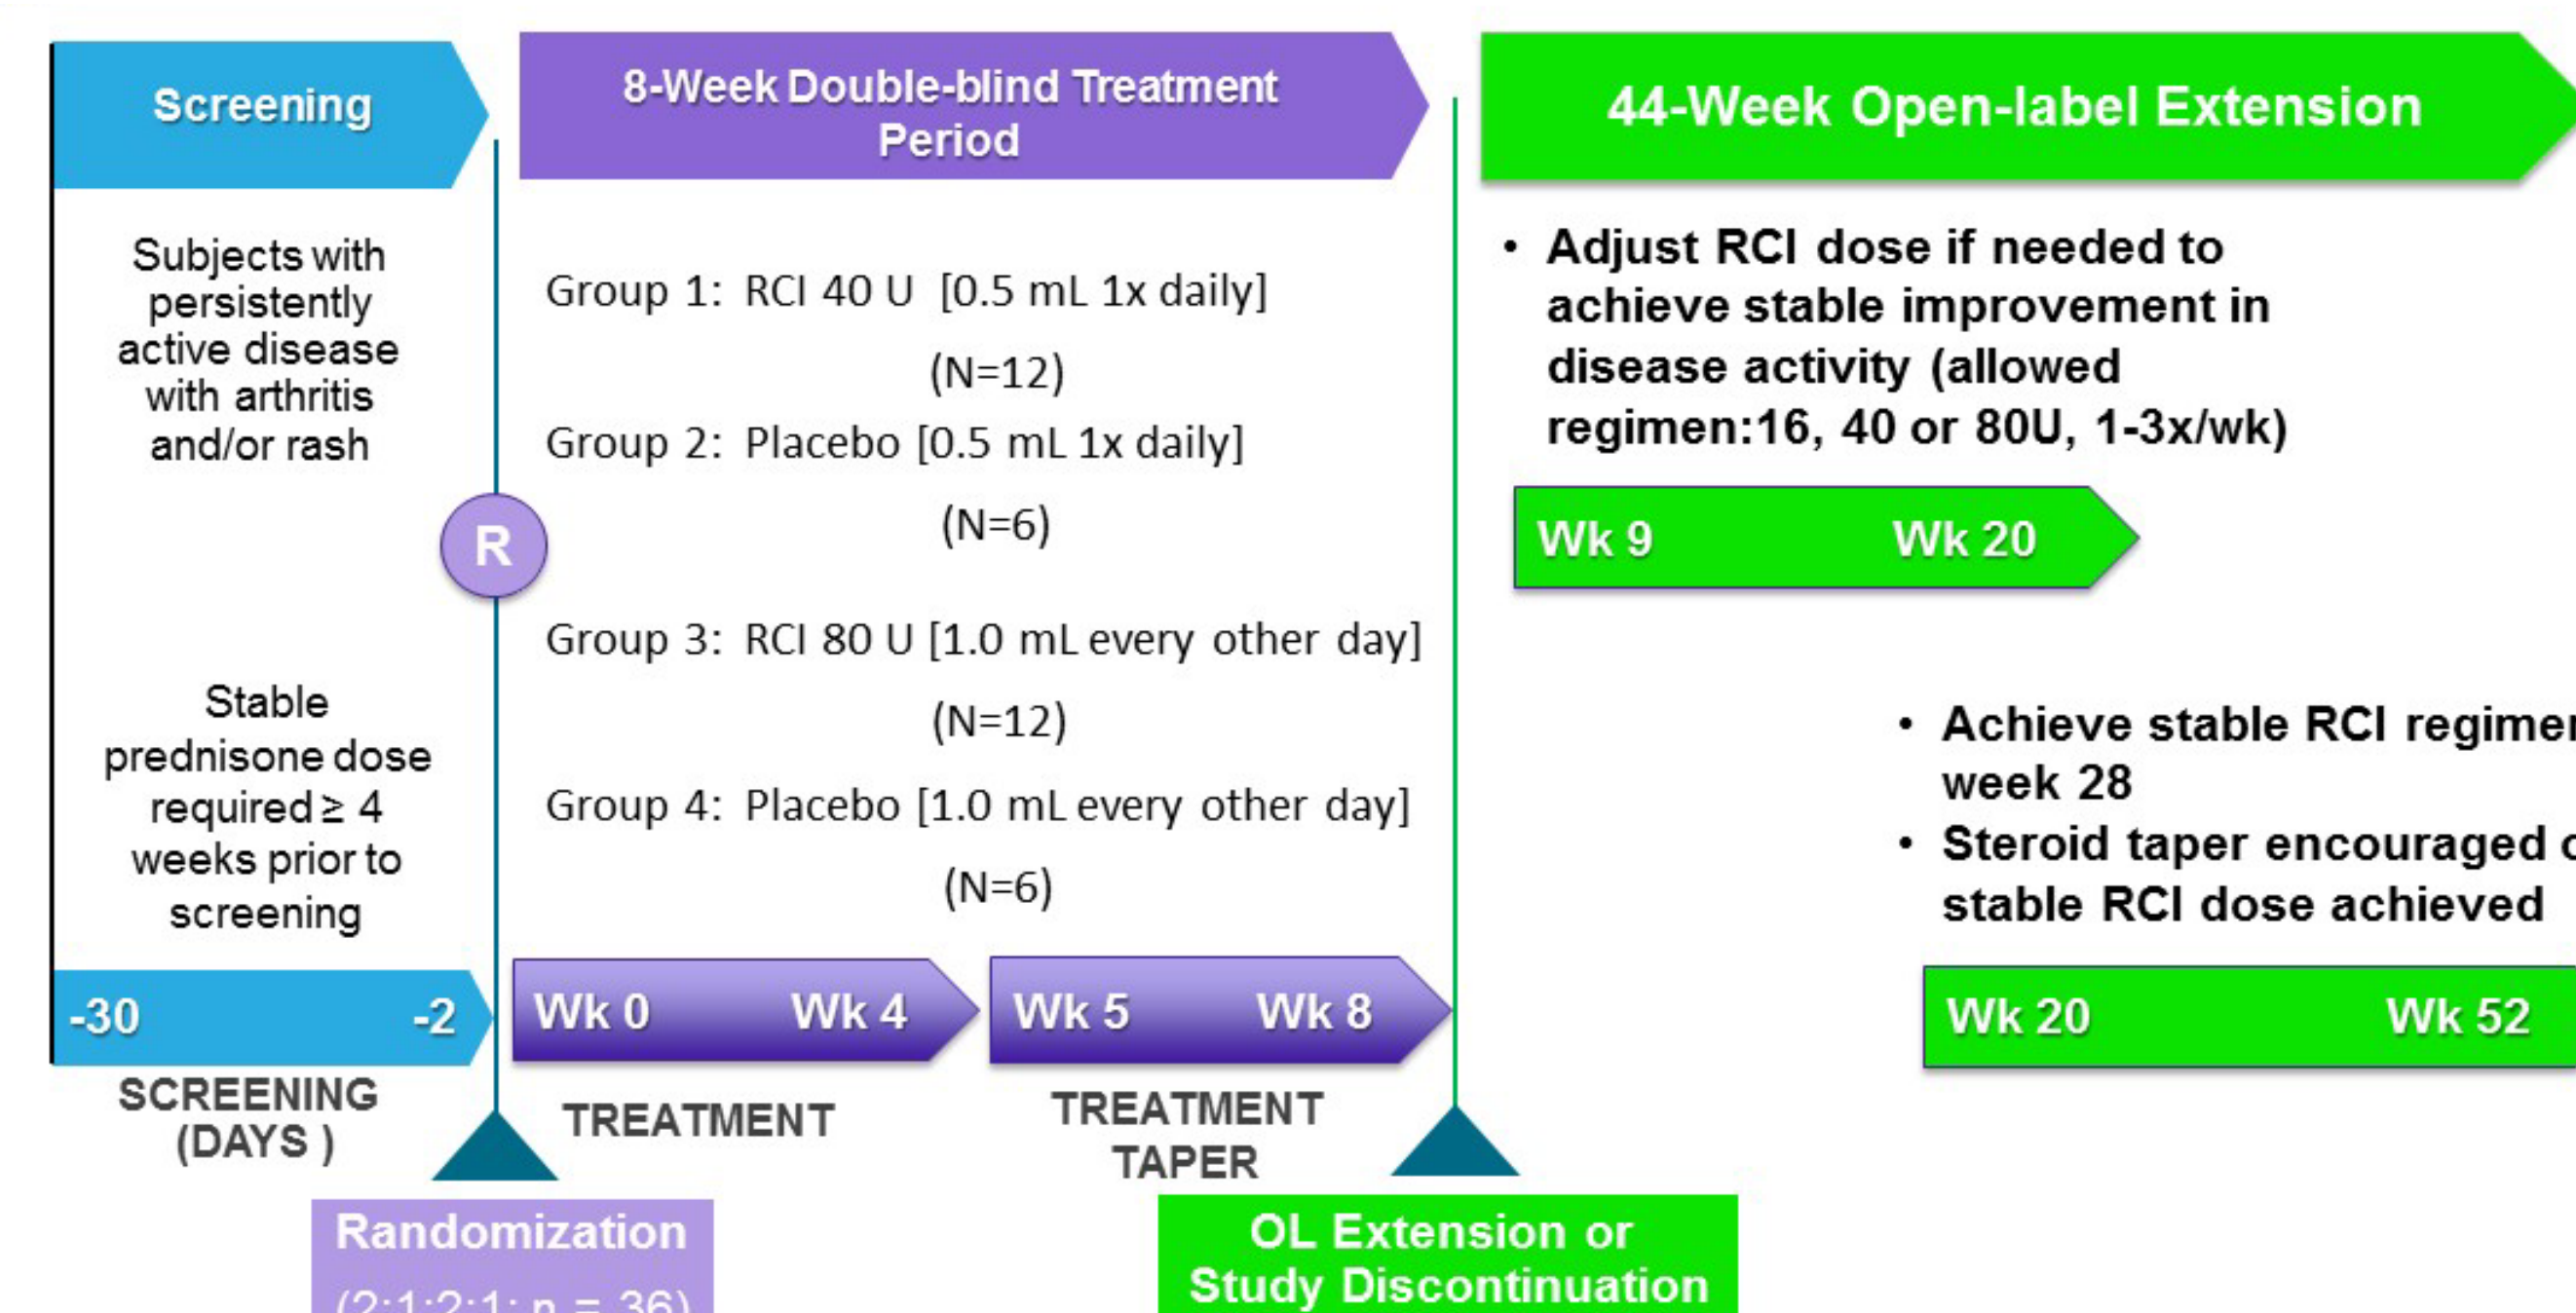 Screening
Subjects with
persistently
active disease
with arthritis
and/or rash
Stable
prednisone dose
required ≥ 4
weeks prior to
screening
-30 -2
SCREENING
(DAYS )
R
Randomization
(2:1:2:1; n = 36)
8-Week Double-blind Treatment
Period
Group 1: RCI 40 U [0.5 mL 1x daily]
(N=12)
Group 2: Placebo [0.5 mL 1x daily]
(N=6)
Group 3: RCI 80 U [1.0 mL every other day]
(N=12)
Group 4: Placebo [1.0 mL every other day]
(N=6)
Wk 0 Wk 4
TREATMENT
Wk 5 Wk 8
TREATMENT
TAPER
OL Extension or
Study Discontinuation
44-Week Open-label Extension
• Adjust RCI dose if needed to
achieve stable improvement in
disease activity (allowed
regimen:16, 40 or 80U, 1-3x/wk)
Wk 9 Wk 20
• Achieve stable RCI
week 28
• Steroid taper encouraged
stable RCI dose achieved
Wk 20 Wk 52